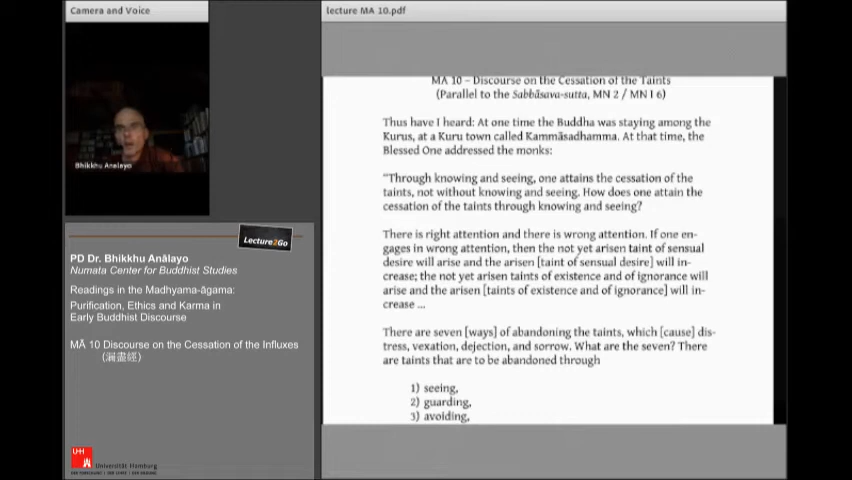 Camera and Voice
lecture MA 10.pdf
Bhikkhu Analayo
Lecture2Go
PD Dr. Bhikkhu Anālayo
Numata Center for Buddhist Studies
Readings in the Madhyama-āgama:
Purification, Ethics and Karma in
Early Buddhist Discourse
MĀ 10 Discourse on the Cessation of the Influxes
(漏盡經)
UH
Universität Hamburg
DER FORSCHUNG | DER LEHRE | DER BILDUNG
MĀ 10 – Discourse on the Cessation of the Taints
(Parallel to the Sabbāsava-sutta, MN 2 / MN I 6)
Thus have I heard: At one time the Buddha was staying among the
Kurus, at a Kuru town called Kammāsadhamma. At that time, the
Blessed One addressed the monks:
“Through knowing and seeing, one attains the cessation of the
taints, not without knowing and seeing. How does one attain the
cessation of the taints through knowing and seeing?
There is right attention and there is wrong attention. If one en-
gages in wrong attention, then the not yet arisen taint of sensual
desire will arise and the arisen [taint of sensual desire] will in-
crease; the not yet arisen taints of existence and of ignorance will
arise and the arisen [taints of existence and of ignorance] will in-
crease ...
There are seven [ways] of abandoning the taints, which [cause] dis-
tress, vexation, dejection, and sorrow. What are the seven? There
are taints that are to be abandoned through
1) seeing,
2) guarding,
3) avoiding,